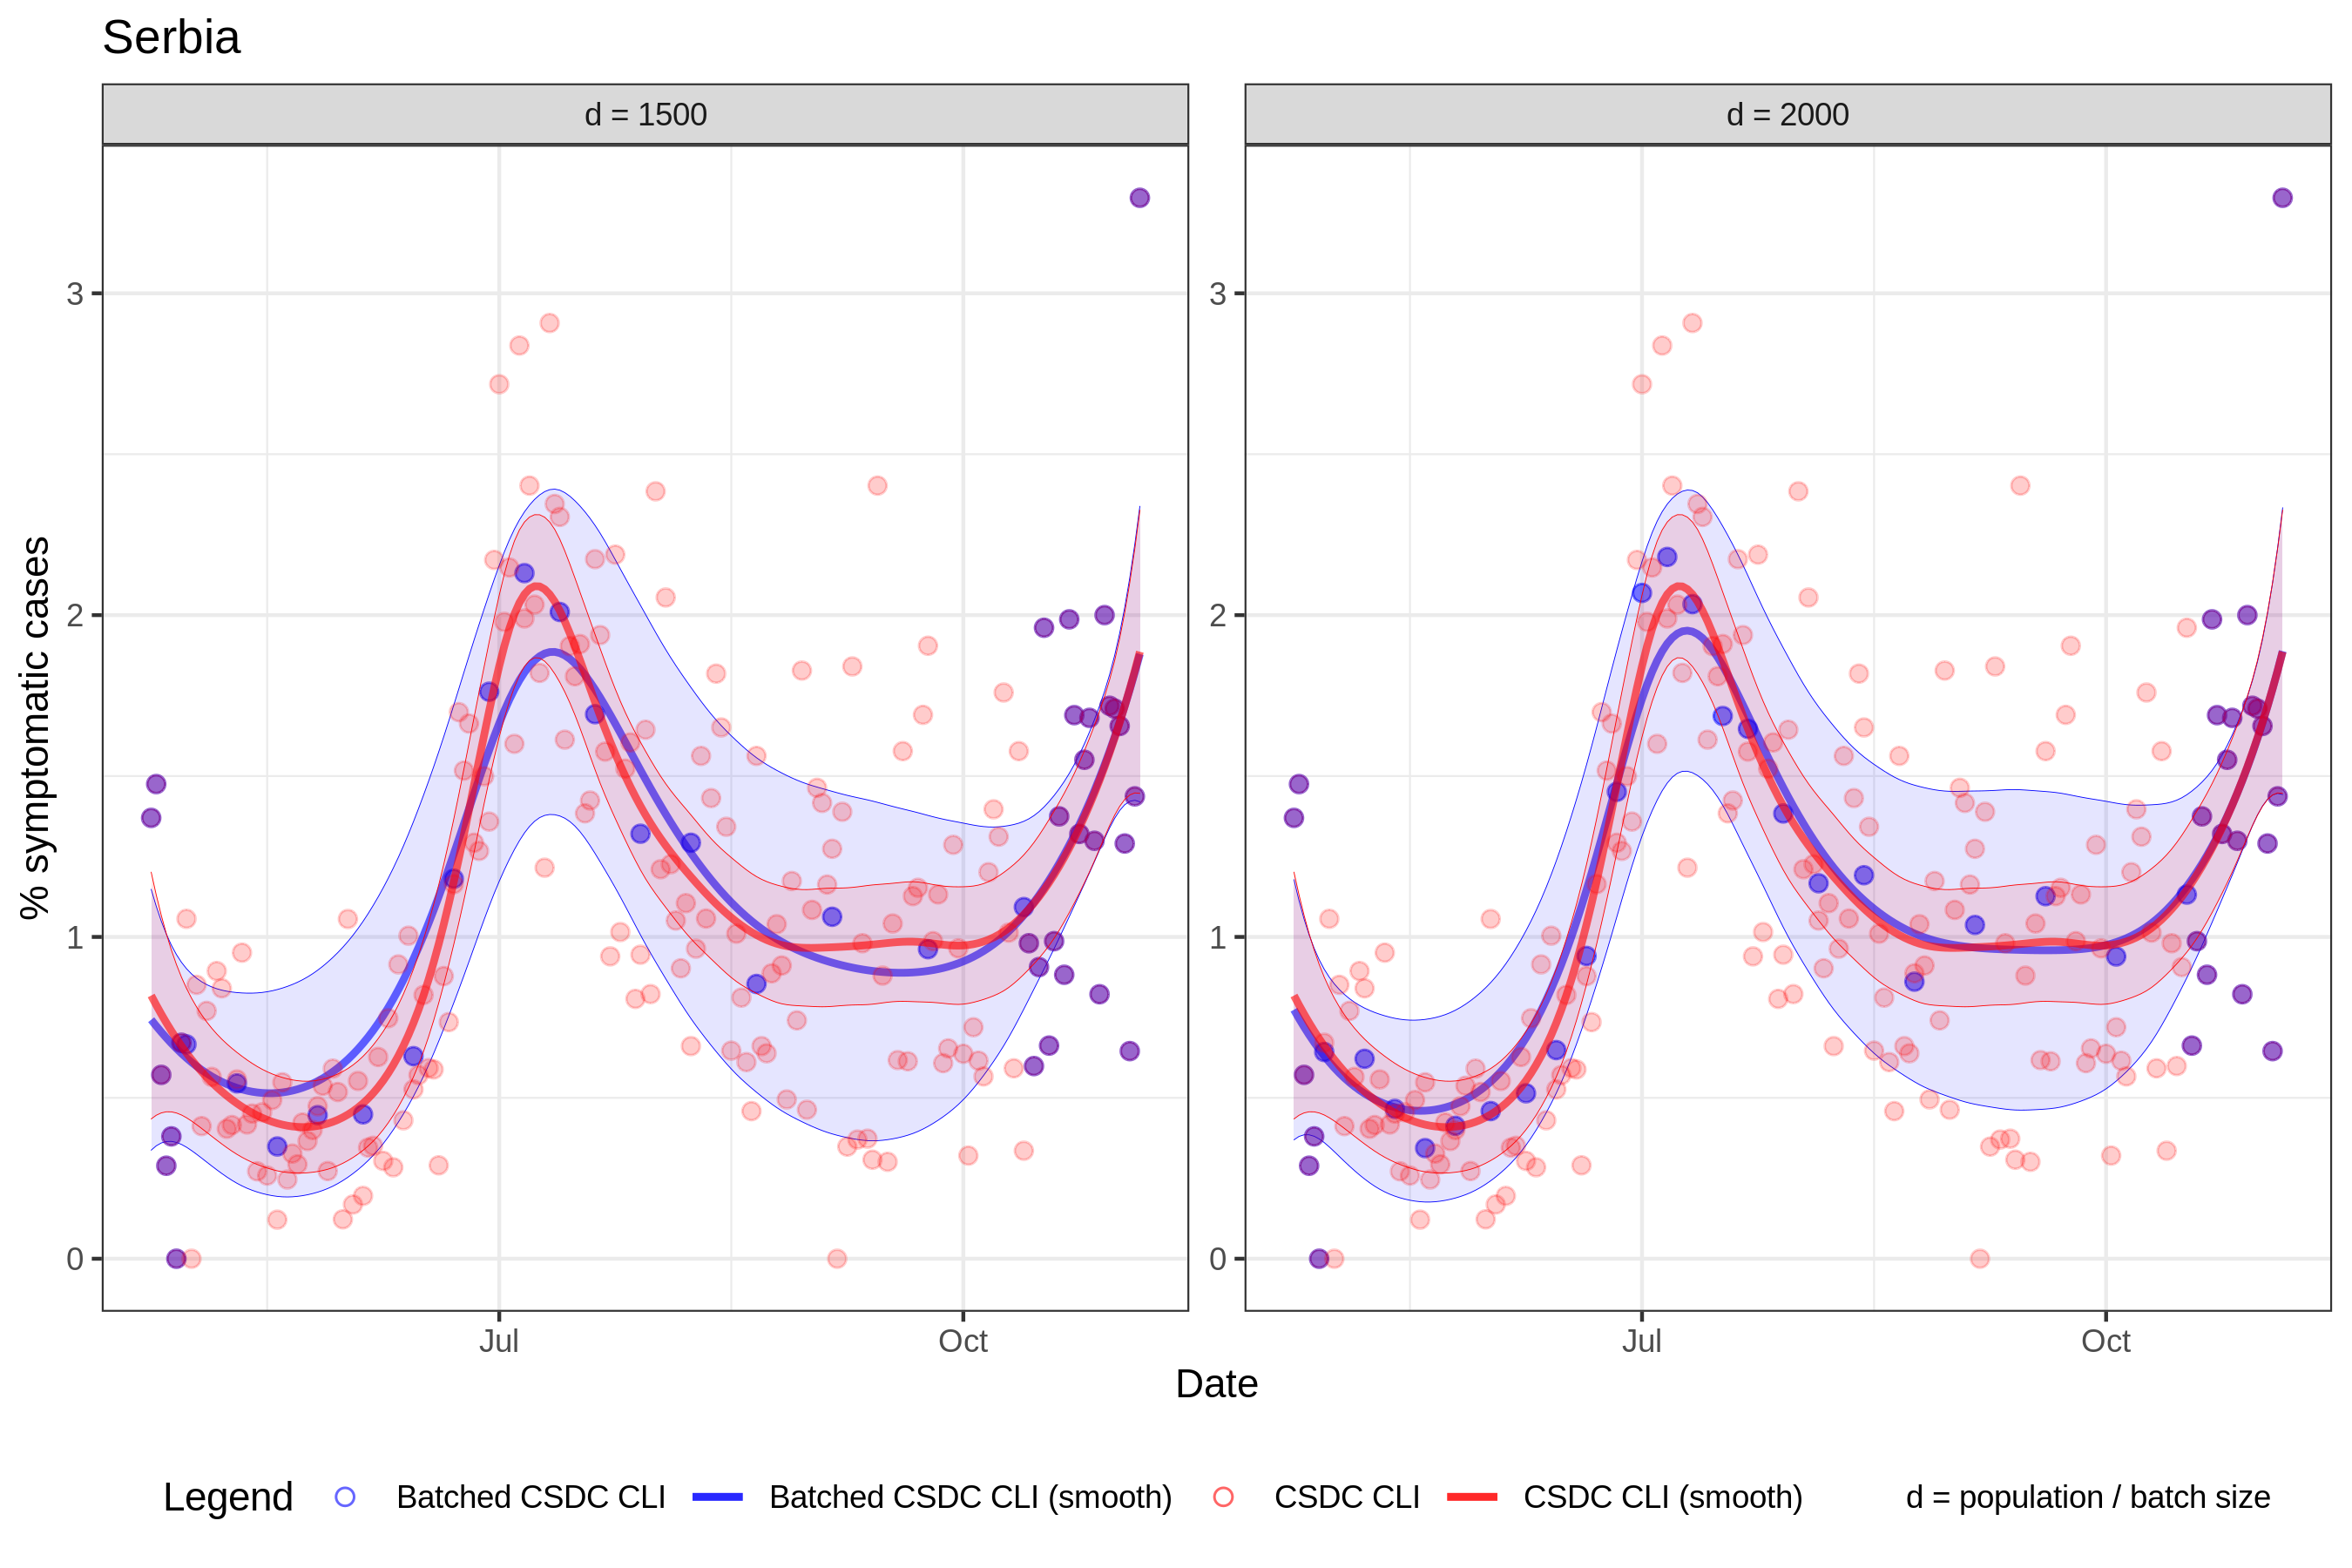 Serbia
d = 1500
d = 2000
% symptomatic cases
3
2
1
0
3
2
1
0
Jul
Oct
Jul
Oct
Date
Legend
Batched CSDC CLI
Batched CSDC CLI (smooth)
CSDC CLI
CSDC CLI (smooth)
d = population / batch size